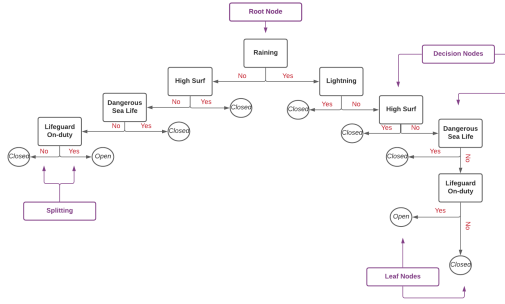 Root Node
Raining
Decision Nodes
No
Yes
High Surf
Lightning
No
Yes
Yes
No
Dangerous
Sea Life
Closed
Closed
High Surf
No
Yes
Yes
No
Lifeguard
On-duty
Closed
Closed
Dangerous
Sea Life
No
Yes
Yes
No
Closed
Open
Closed
Lifeguard
On-duty
Splitting
Yes
No
Open
Closed
Leaf Nodes